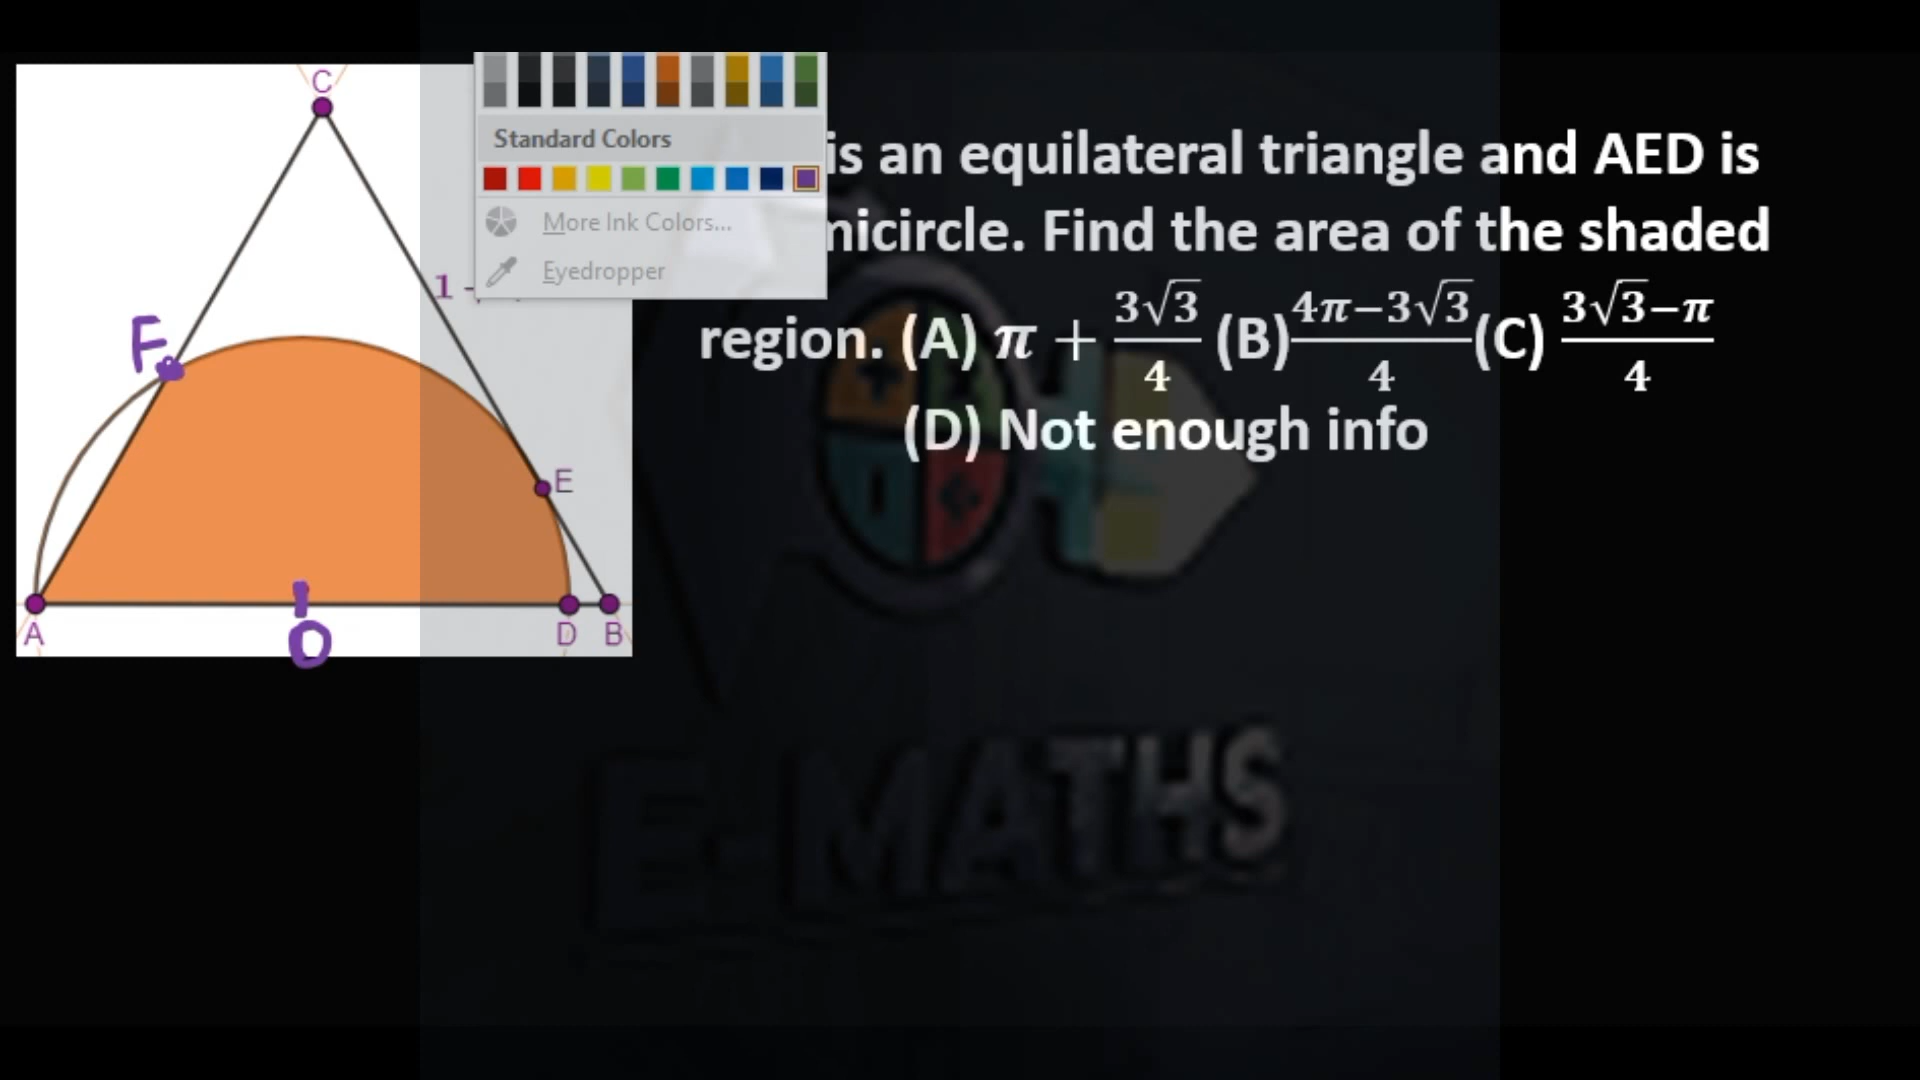 C
Standard Colors
is an equilateral triangle and AED is
More Ink Colors...
micircle. Find the area of the shaded
Eyedropper
1
F
region. (A) π + 3√3/4 (B) 4π−3√3/4 (C) 3√3−π/4
(D) Not enough info
E
A
O
D
B
E-MATHS